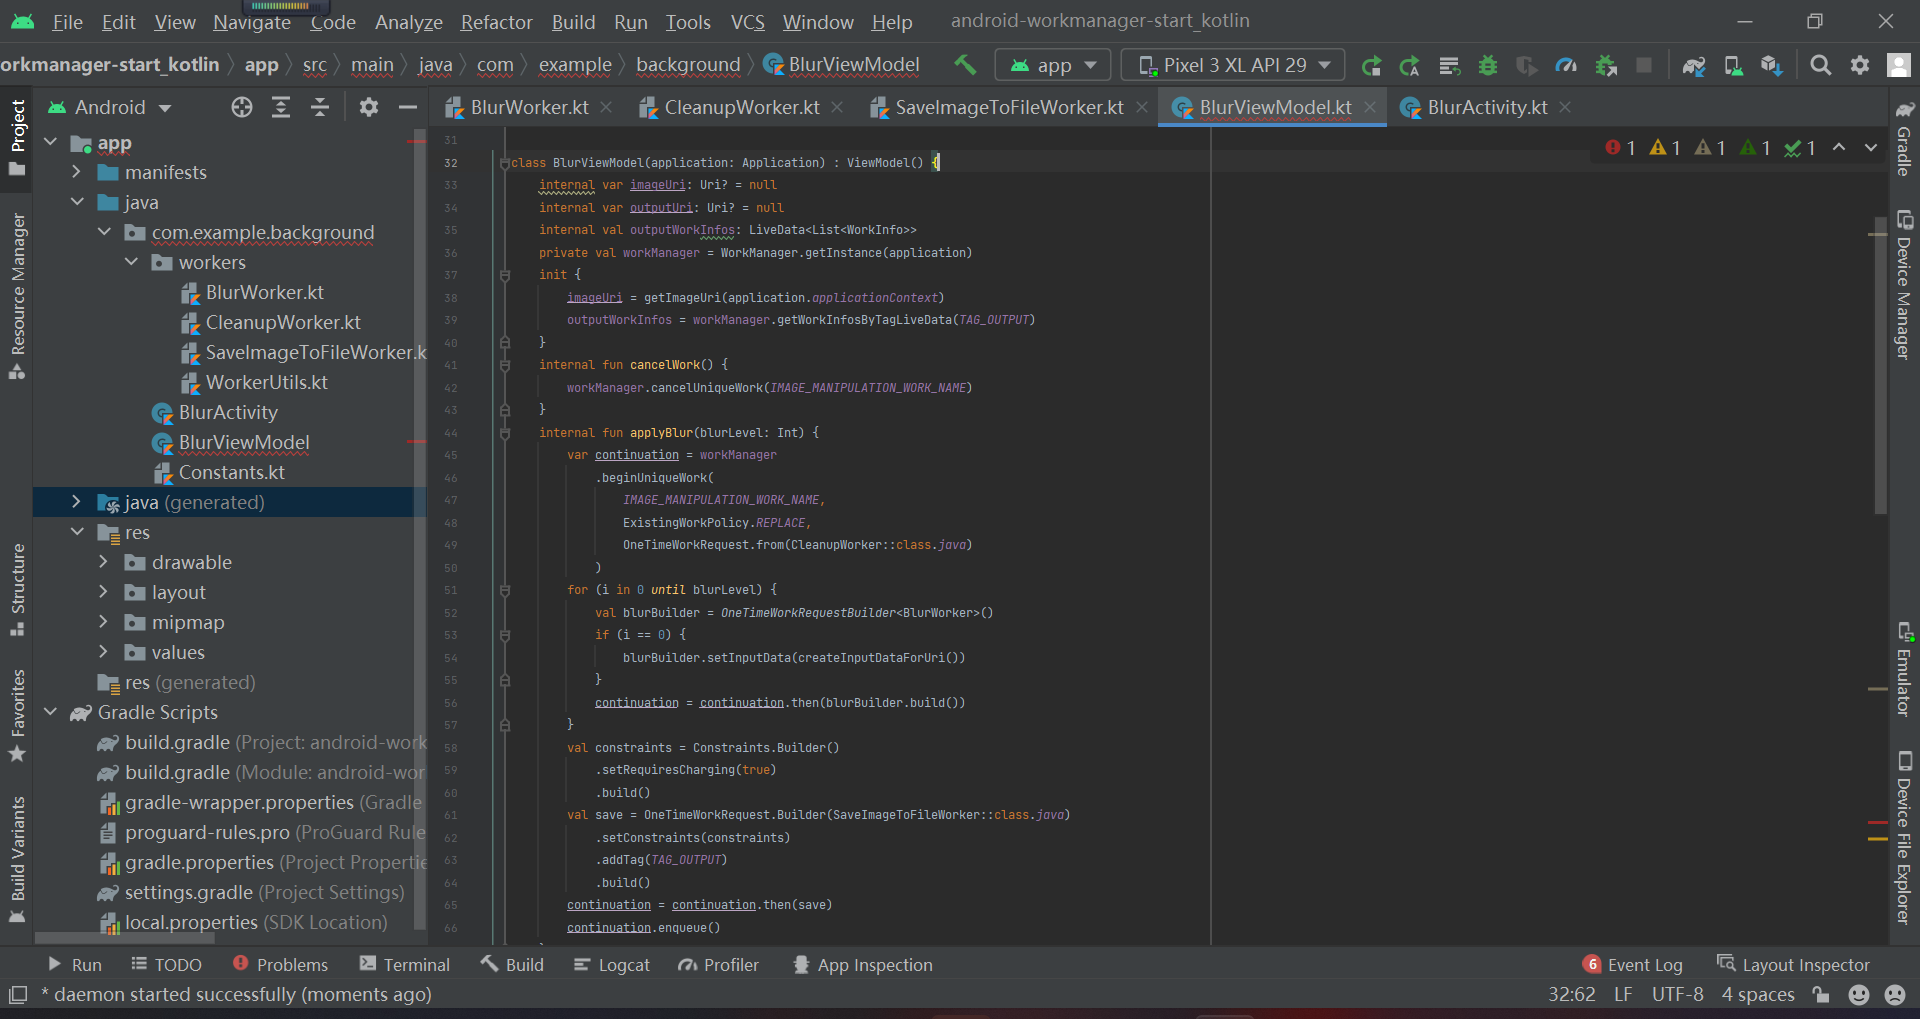 File Edit View Navigate Code Analyze Refactor Build Run Tools VCS Window Help android-workmanager-start_kotlin
orkmanager-start_kotlin app src main java com example background BlurViewModel app Pixel 3 XL API 29
Android
BlurWorker.kt CleanupWorker.kt SaveImageToFileWorker.kt BlurViewModel.kt BlurActivity.kt
Project
Resource Manager
Structure
Favorites
Build Variants
app
manifests
java
com.example.background
workers
BlurWorker.kt
CleanupWorker.kt
SaveImageToFileWorker.k
WorkerUtils.kt
BlurActivity
BlurViewModel
Constants.kt
java (generated)
res
drawable
layout
mipmap
values
res (generated)
Gradle Scripts
build.gradle (Project: android-work
build.gradle (Module: android-wor
gradle-wrapper.properties (Gradle
proguard-rules.pro (ProGuard Rule
gradle.properties (Project Propertie
settings.gradle (Project Settings)
local.properties (SDK Location)
31
32 class BlurViewModel(application: Application) : ViewModel() {
33 internal var imageUri: Uri? = null
34 internal var outputUri: Uri? = null
35 internal val outputWorkInfos: LiveData<List<WorkInfo>>
36 private val workManager = WorkManager.getInstance(application)
37 init {
38 imageUri = getImageUri(application.applicationContext)
39 outputWorkInfos = workManager.getWorkInfosByTagLiveData(TAG_OUTPUT)
40 }
41 internal fun cancelWork() {
42 workManager.cancelUniqueWork(IMAGE_MANIPULATION_WORK_NAME)
43 }
44 internal fun applyBlur(blurLevel: Int) {
45 var continuation = workManager
46 .beginUniqueWork(
47 IMAGE_MANIPULATION_WORK_NAME,
48 ExistingWorkPolicy.REPLACE,
49 OneTimeWorkRequest.from(CleanupWorker::class.java)
50 )
51 for (i in 0 until blurLevel) {
52 val blurBuilder = OneTimeWorkRequestBuilder<BlurWorker>()
53 if (i == 0) {
54 blurBuilder.setInputData(createInputDataForUri())
55 }
56 continuation = continuation.then(blurBuilder.build())
57 }
58 val constraints = Constraints.Builder()
59 .setRequiresCharging(true)
60 .build()
61 val save = OneTimeWorkRequest.Builder(SaveImageToFileWorker::class.java)
62 .setConstraints(constraints)
63 .addTag(TAG_OUTPUT)
64 .build()
65 continuation = continuation.then(save)
66 continuation.enqueue()
1 1 1 1 1
Gradle
Device Manager
Emulator
Device File Explorer
Run TODO Problems Terminal Build Logcat Profiler App Inspection 6 Event Log Layout Inspector
* daemon started successfully (moments ago) 32:62 LF UTF-8 4 spaces